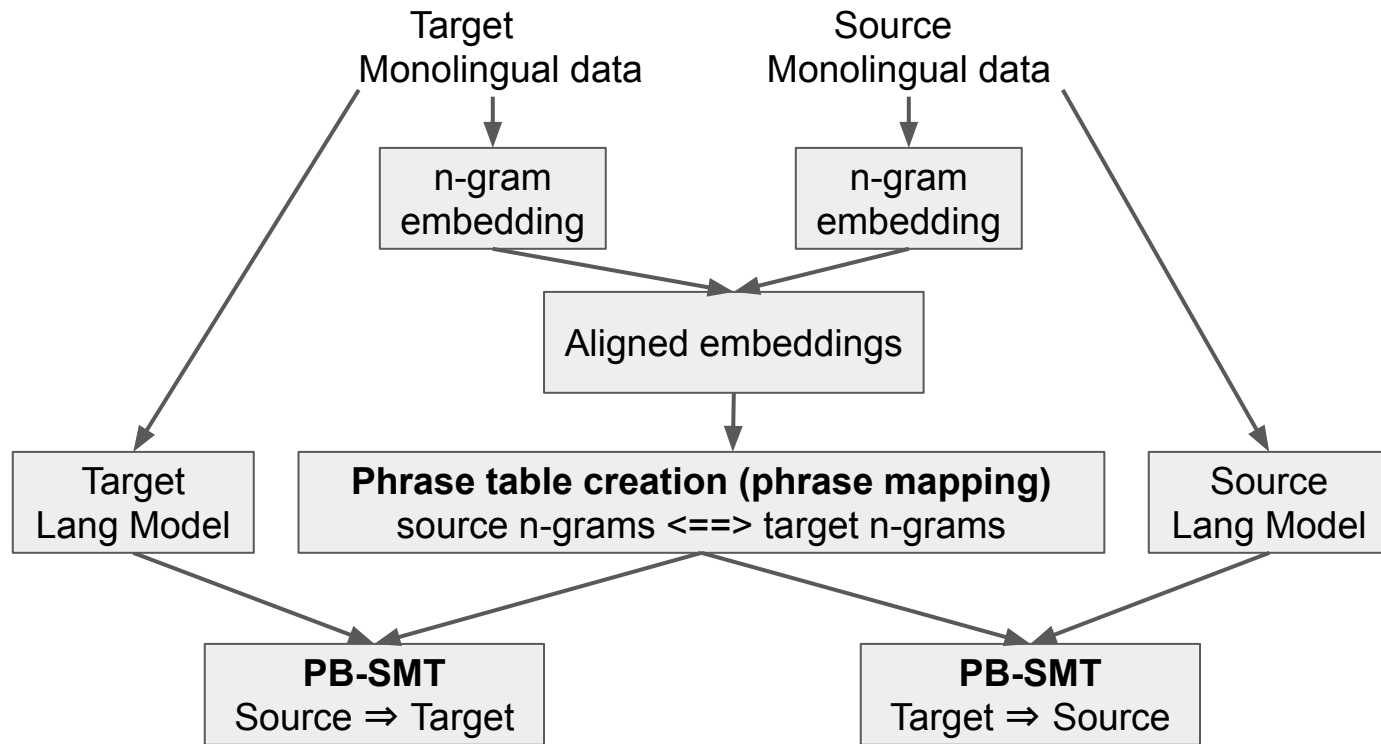 Target
Monolingual data
Source
Monolingual data
n-gram
embedding
n-gram
embedding
Aligned embeddings
Target
Lang Model
Phrase table creation (phrase mapping)
source n-grams <==> target n-grams
Source
Lang Model
PB-SMT
Source ⇒ Target
PB-SMT
Target ⇒ Source